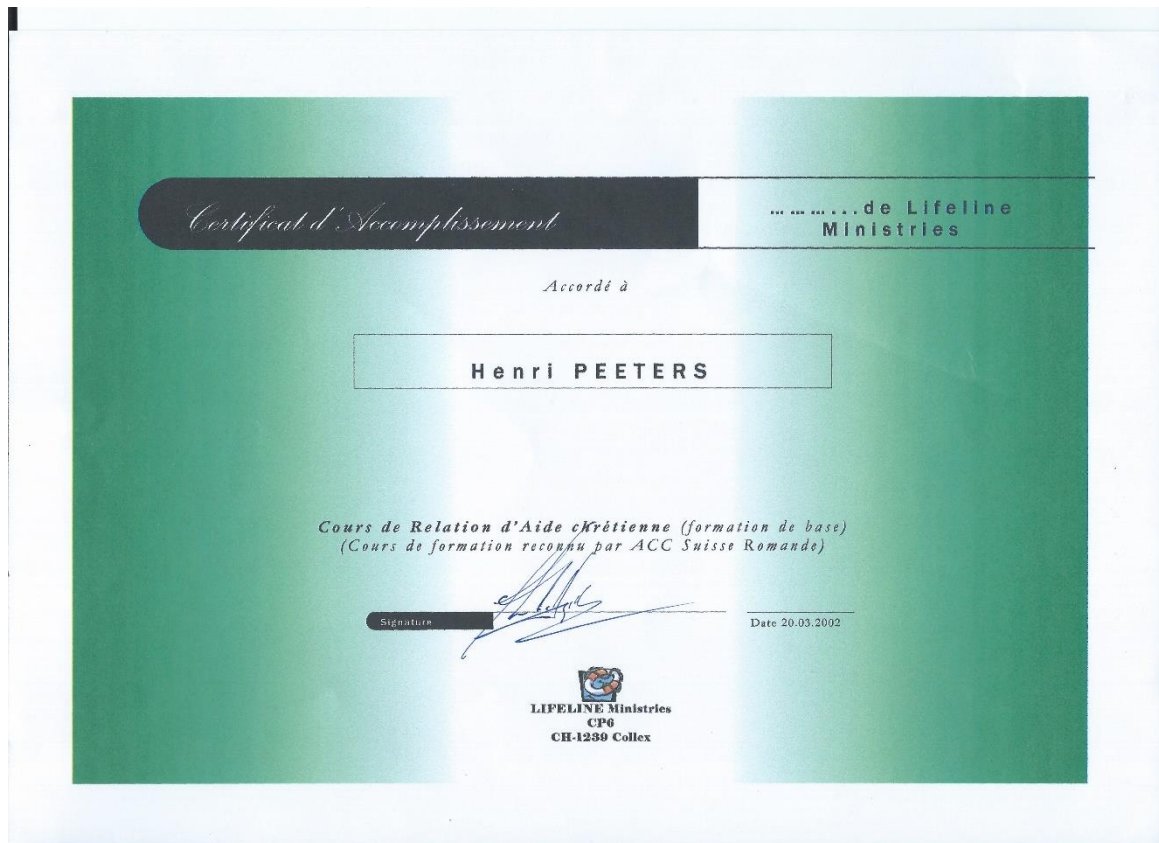 Certificat d'Accomplissement
… … … . . . de Lifeline
Ministries
Accordé à
Henri PEETERS
Cours de Relation d'Aide chrétienne (formation de base)
(Cours de formation reconnu par ACC Suisse Romande)
Signature
Date 20.03.2002
LIFELINE Ministries
CP6
CH-1239 Collex